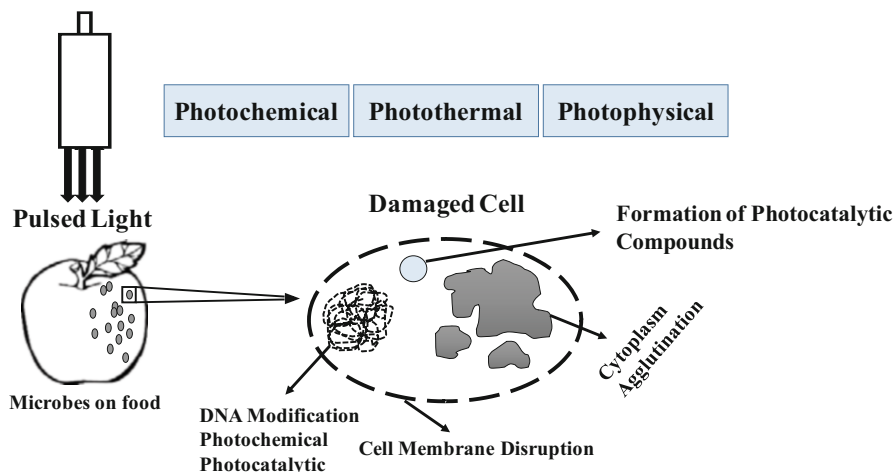 Photochemical
Photothermal
Photophysical
Pulsed Light
Damaged Cell
Formation of Photocatalytic
Compounds
Cytoplasm
Agglutination
Microbes on food
DNA Modification
Photochemical
Photocatalytic
Cell Membrane Disruption